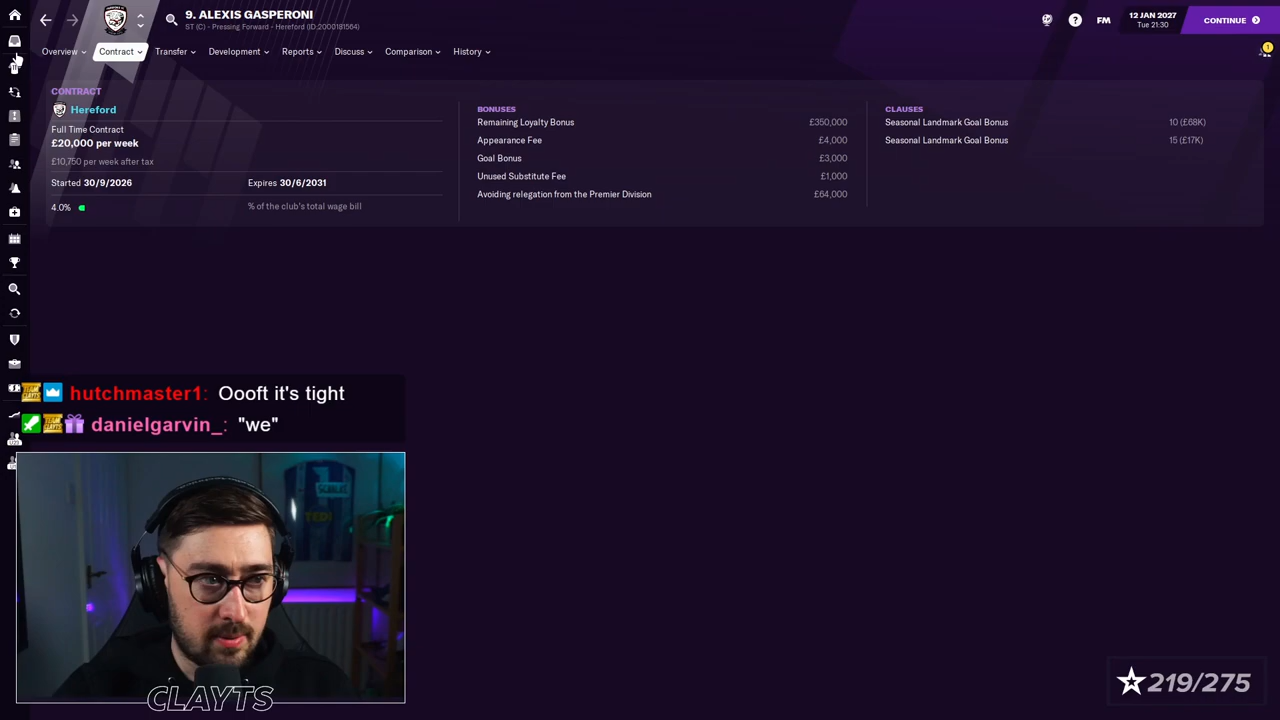 9. ALEXIS GASPERONI
ST (C) - Pressing Forward - Hereford (ID:2000181564)
FM
12 JAN 2027
Tue 21:30
CONTINUE
Overview
Contract
Transfer
Development
Reports
Discuss
Comparison
History
1
CONTRACT
Hereford
Full Time Contract
£20,000 per week
£10,750 per week after tax
Started 30/9/2026
Expires 30/6/2031
4.0%
% of the club's total wage bill
BONUSES
Remaining Loyalty Bonus £350,000
Appearance Fee £4,000
Goal Bonus £3,000
Unused Substitute Fee £1,000
Avoiding relegation from the Premier Division £64,000
CLAUSES
Seasonal Landmark Goal Bonus 10 (£68K)
Seasonal Landmark Goal Bonus 15 (£17K)
hutchmaster1: Oooft it's tight
danielgarvin_: "we"
CLAYTS
219/275